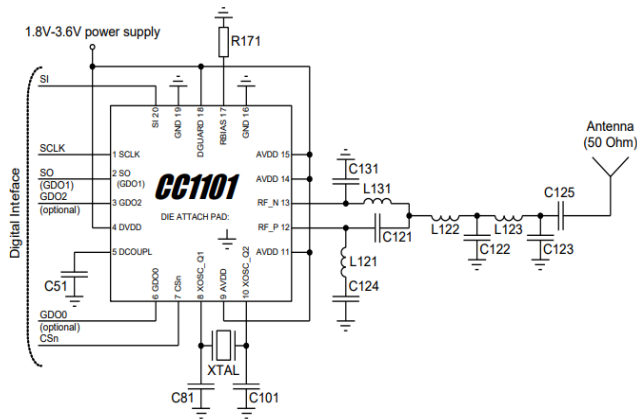 1.8V-3.6V power supply
R171
SI
SI 20
GND 19
DGUARD 18
RBIAS 17
GND 16
Antenna
(50 Ohm)
Digital Inteface
SCLK
1 SCLK
AVDD 15
SO
(GDO1)
2 SO
(GDO1)
CC1101
AVDD 14
C131
L131
C125
GDO2
(optional)
3 GDO2
DIE ATTACH PAD:
RF_N 13
4 DVDD
RF_P 12
C121
L122
L123
C122
C123
5 DCOUPL
AVDD 11
L121
C51
6 GDO0
7 CSn
8 XOSC_Q1
9 AVDD
10 XOSC_Q2
C124
GDO0
(optional)
CSn
XTAL
C81
C101